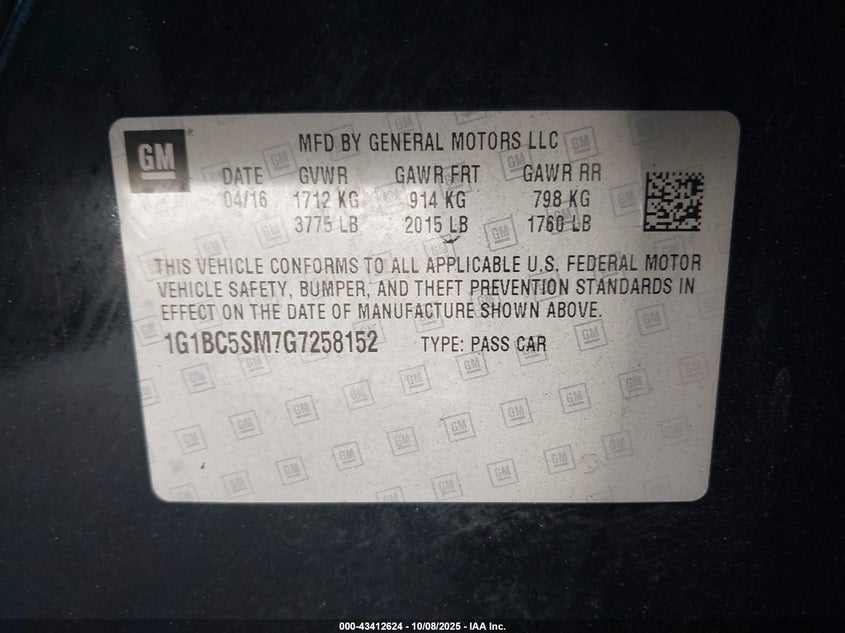 GM
MFD BY GENERAL MOTORS LLC
DATE GVWR GAWR FRT GAWR RR
04/16 1712 KG 914 KG 798 KG
3775 LB 2015 LB 1760 LB
THIS VEHICLE CONFORMS TO ALL APPLICABLE U.S. FEDERAL MOTOR
VEHICLE SAFETY, BUMPER, AND THEFT PREVENTION STANDARDS IN
EFFECT ON THE DATE OF MANUFACTURE SHOWN ABOVE.
1G1BC5SM7G7258152 TYPE: PASS CAR
000-43412624 - 10/08/2025 - IAA Inc.